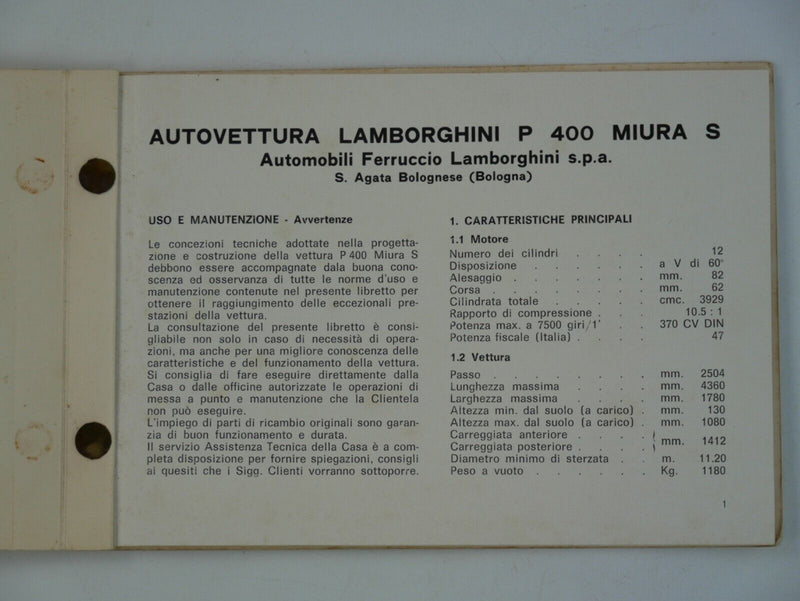 AUTOVETTURA LAMBORGHINI P 400 MIURA S
Automobili Ferruccio Lamborghini s.p.a.
S. Agata Bolognese (Bologna)
USO E MANUTENZIONE - Avvertenze
Le concezioni tecniche adottate nella progetta-
zione e costruzione della vettura P 400 Miura S
debbono essere accompagnate dala buona cono-
scenza ed osservanza di tutte le norme d'uso e
manutenzione contenute nel presente libretto per
ottenere il raggiungimento delle eccezionali pre-
stazioni della vettura.
La consultazione del presente libretto è consi-
gliabile non solo in caso di necessità di opera-
zioni, ma anche per una migliore conoscenza delle
caratteristiche e del funzionamento della vettura.
Si consiglia di fare eseguire direttamente dalla
Casa o dalle officine autorizzate le operazioni di
messa a punto e manutenzione che la Clientela
non può eseguire.
L'impiego di parti di ricambio originali sono garan-
zia di buon funzionamento e durata.
Il servizio Assistenza Tecnica della Casa è a com-
pleta disposizione per fornire spiegazioni, consigli
ai quesiti che i Sigg. Clienti vorranno sottoporre.
1. CARATTERISTICHE PRINCIPALI
1.1 Motore
Numero dei cilindri . . . . 12
Disposizione . . . . . . a V di 60°
Alesaggio . . . . . . . mm. 82
Corsa . . . . . . . . mm. 62
Cilindrata totale . . . . . cmc. 3929
Rapporto di compressione . . . 10.5 : 1
Potenza max. a 7500 giri/1' . . 370 CV DIN
Potenza fiscale (Italia) . . . . 47
1.2 Vettura
Passo . . . . . . . . mm. 2504
Lunghezza massima . . . . mm. 4360
Larghezza massima . . . . mm. 1780
Altezza min. dal suolo (a carico) . mm. 130
Altezza max. dal suolo (a carico) . mm. 1080
Carreggiata anteriore . . . . )
Carreggiata posteriore . . . . ) mm. 1412
Diametro minimo di sterzata . . m. 11.20
Peso a vuoto . . . . . . Kg. 1180
1